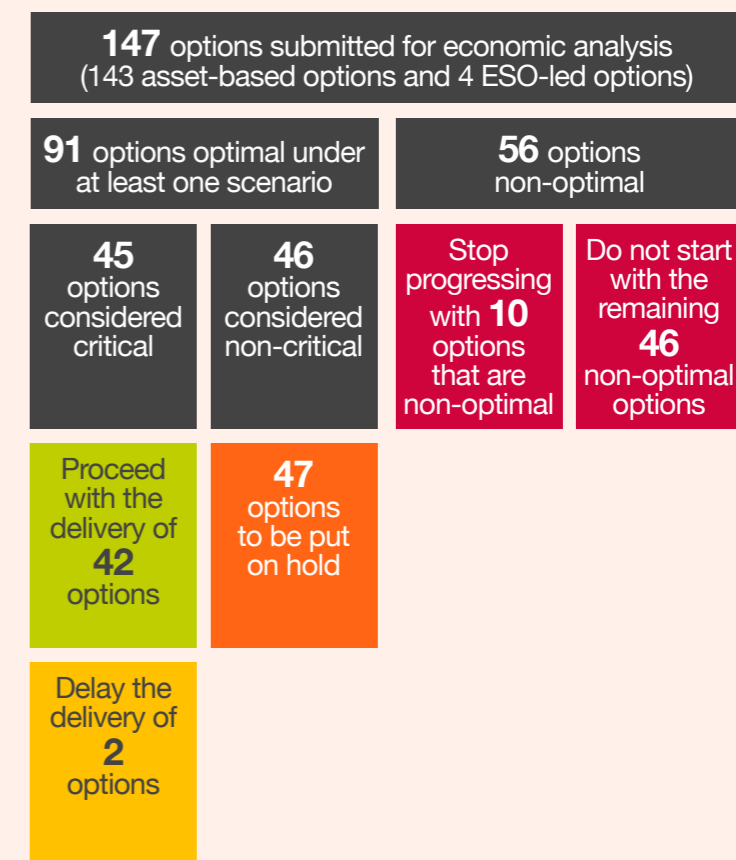 147 options submitted for economic analysis
(143 asset-based options and 4 ESO-led options)
91 options optimal under
at least one scenario
56 options
non-optimal
45
options
considered
critical
46
options
considered
non-critical
Stop
progressing
with 10
options
that are
non-optimal
Do not start
with the
remaining
46
non-optimal
options
Proceed
with the
delivery of
42
options
47
options
to be put
on hold
Delay the
delivery of
2
options